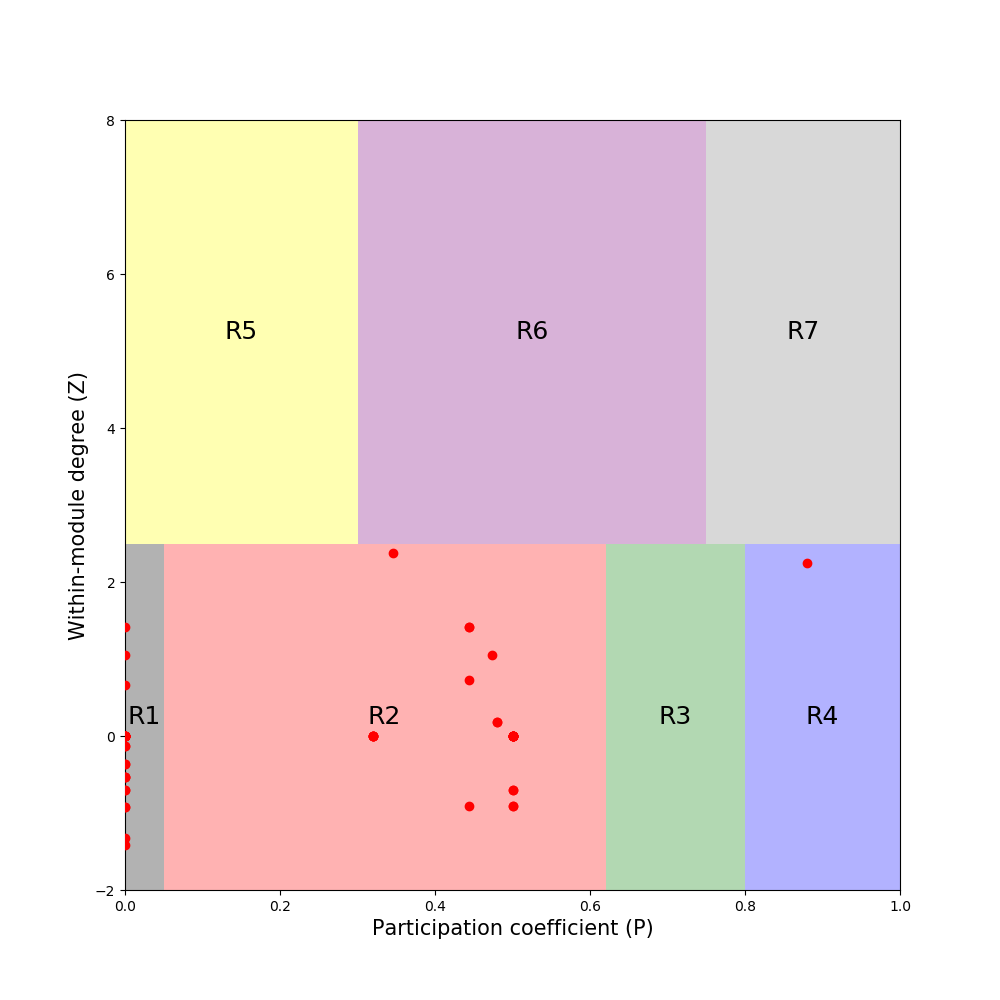 8
R5
R6
R7
6
4
2
0
−2
R1
R2
R3
R4
0.0
0.2
0.4
0.6
0.8
1.0
Participation coefficient (P)
Within-module degree (Z)